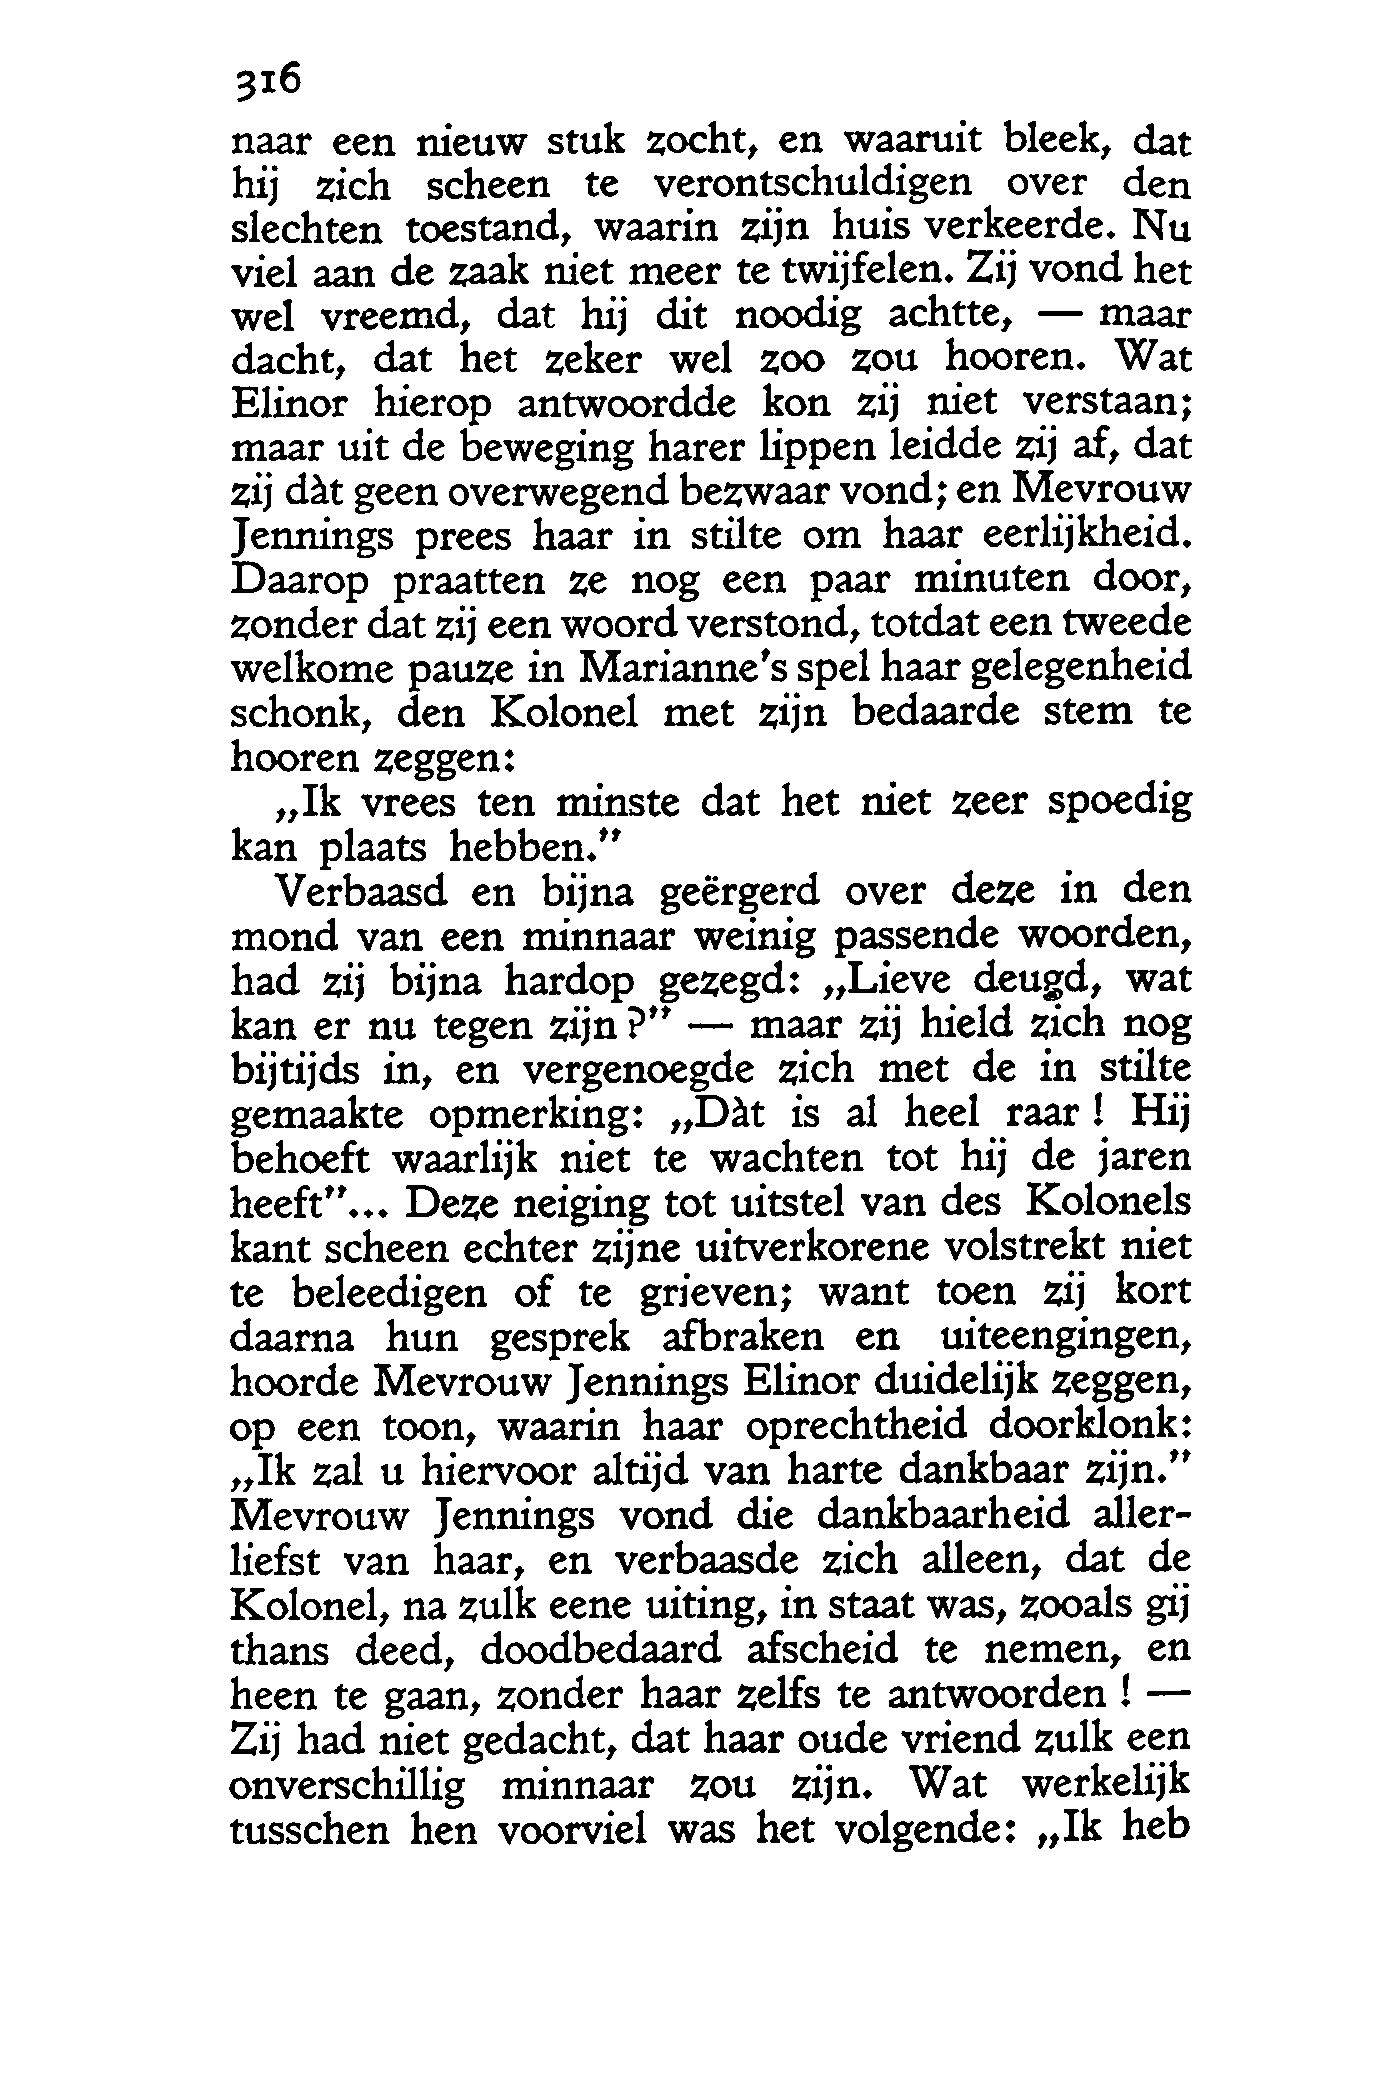 316
naar een nieuw stuk zocht, en waaruit bleek, dat
hij zich scheen te verontschuldigen over den
slechten toestand, waarin zijn huis verkeerde. Nu
viel aan de zaak niet meer te twijfelen. Zij vond het
wel vreemd, dat hij dit noodig achtte, — maar
dacht, dat het zeker wel zoo zou hooren. Wat
Elinor hierop antwoordde kon zij niet verstaan;
maar uit de beweging harer lippen leidde zij af, dat
zij dàt geen overwegend bezwaar vond; en Mevrouw
Jennings prees haar in stilte om haar eerlijkheid.
Daarop praatten ze nog een paar minuten door,
zonder dat zij een woord verstond, totdat een tweede
welkome pauze in Marianne's spel haar gelegenheid
schonk, den Kolonel met zijn bedaarde stem te
hooren zeggen:
„Ik vrees ten minste dat het niet zeer spoedig
kan plaats hebben."
Verbaasd en bijna geërgerd over deze in den
mond van een minnaar weinig passende woorden,
had zij bijna hardop gezegd: „Lieve deugd, wat
kan er nu tegen zijn?" — maar zij hield zich nog
bijtijds in, en vergenoegde zich met de in stilte
gemaakte opmerking: „Dàt is al heel raar! Hij
behoeft waarlijk niet te wachten tot hij de jaren
heeft"... Deze neiging tot uitstel van des Kolonels
kant scheen echter zijne uitverkorene volstrekt niet
te beleedigen of te grieven; want toen zij kort
daarna hun gesprek afbraken en uiteengingen,
hoorde Mevrouw Jennings Elinor duidelijk zeggen,
op een toon, waarin haar oprechtheid doorklonk:
„Ik zal u hiervoor altijd van harte dankbaar zijn."
Mevrouw Jennings vond die dankbaarheid aller-
liefst van haar, en verbaasde zich alleen, dat de
Kolonel, na zulk eene uiting, in staat was, zooals gij
thans deed, doodbedaard afscheid te nemen, en
heen te gaan, zonder haar zelfs te antwoorden! —
Zij had niet gedacht, dat haar oude vriend zulk een
onverschillig minnaar zou zijn. Wat werkelijk
tusschen hen voorviel was het volgende: „Ik heb